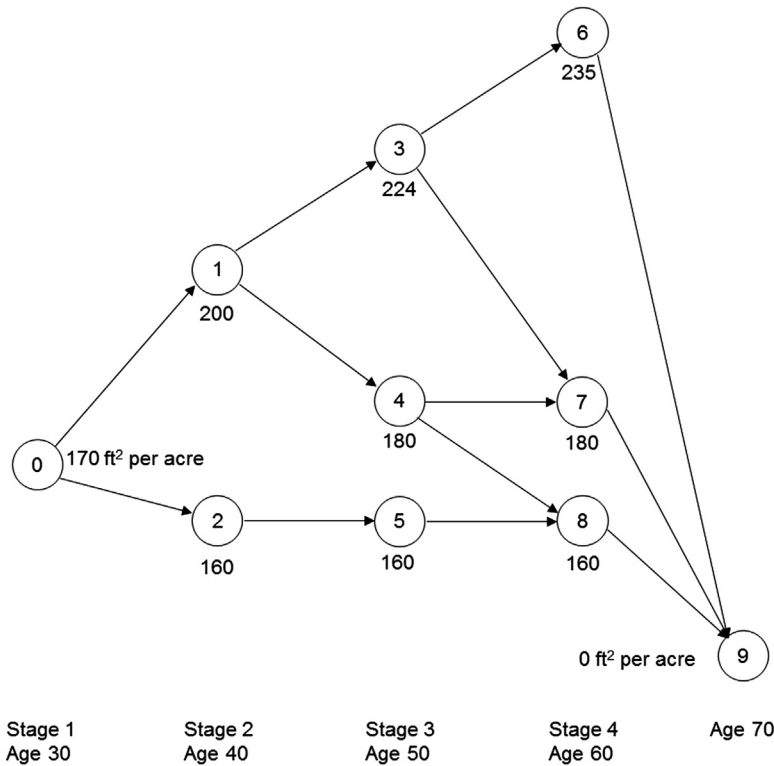 6
235
3
224
1
200
4
180
7
180
0
170 ft² per acre
2
160
5
160
8
160
0 ft² per acre
9
Stage 1
Age 30
Stage 2
Age 40
Stage 3
Age 50
Stage 4
Age 60
Age 70